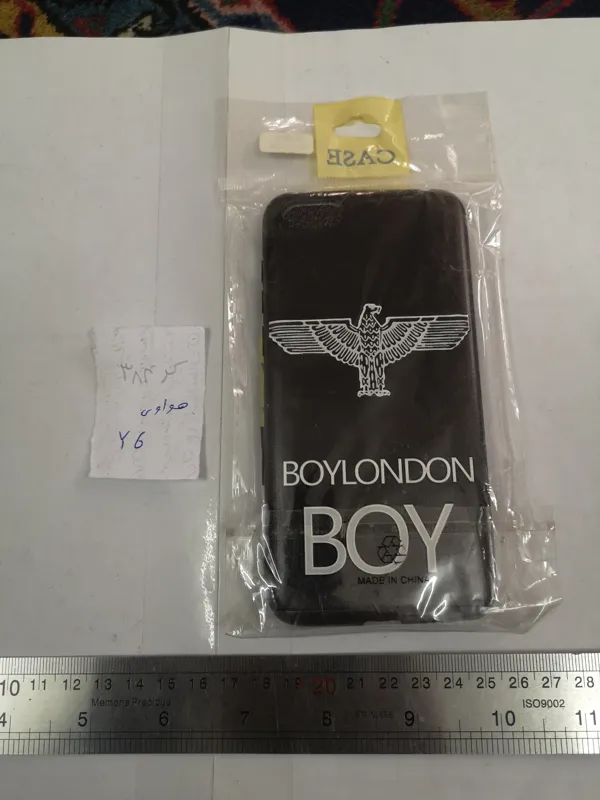 CASE
BOYLONDON
BOY
MADE IN CHINA
هواوی
Y6
10 11 12 13 14 15 16 17 18 19 20 21 22 23 24 25 26 27 28
ISO9002
4 5 6 7 8 9 10 11